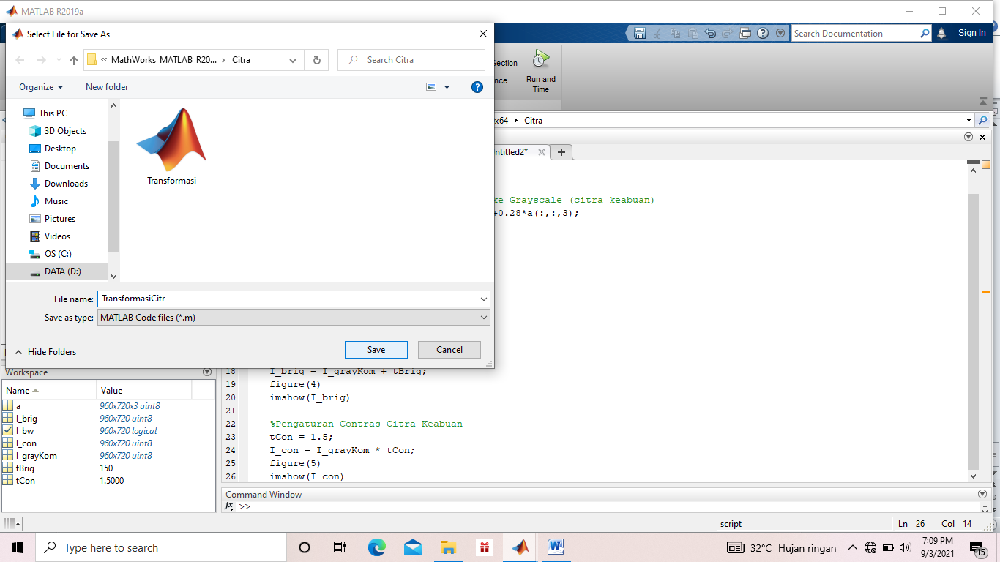 MATLAB R2019a
Select File for Save As
Search Documentation
Sign In
« MathWorks_MATLAB_R20... › Citra
Search Citra
Section
Run and
Time
Organize
New folder
x64
Citra
This PC
3D Objects
Desktop
Documents
Downloads
Music
Pictures
Videos
OS (C:)
DATA (D:)
Transformasi
ntitled2*
ke Grayscale (citra keabuan)
+0.28*a(:,:,3);
File name: TransformasiCitr
Save as type: MATLAB Code files (*.m)
Hide Folders
Save
Cancel
Workspace
Name
Value
a 960x720x3 uint8
I_brig 960x720 uint8
I_bw 960x720 logical
I_con 960x720 uint8
I_grayKom 960x720 uint8
tBrig 150
tCon 1.5000
18 I_brig = I_grayKom + tBrig;
19 figure(4)
20 imshow(I_brig)
21
22 %Pengaturan Contras Citra Keabuan
23 tCon = 1.5;
24 I_con = I_grayKom * tCon;
25 figure(5)
26 imshow(I_con)
Command Window
fx >>
script
Ln 26 Col 14
Type here to search
32°C Hujan ringan
7:09 PM
9/3/2021
15